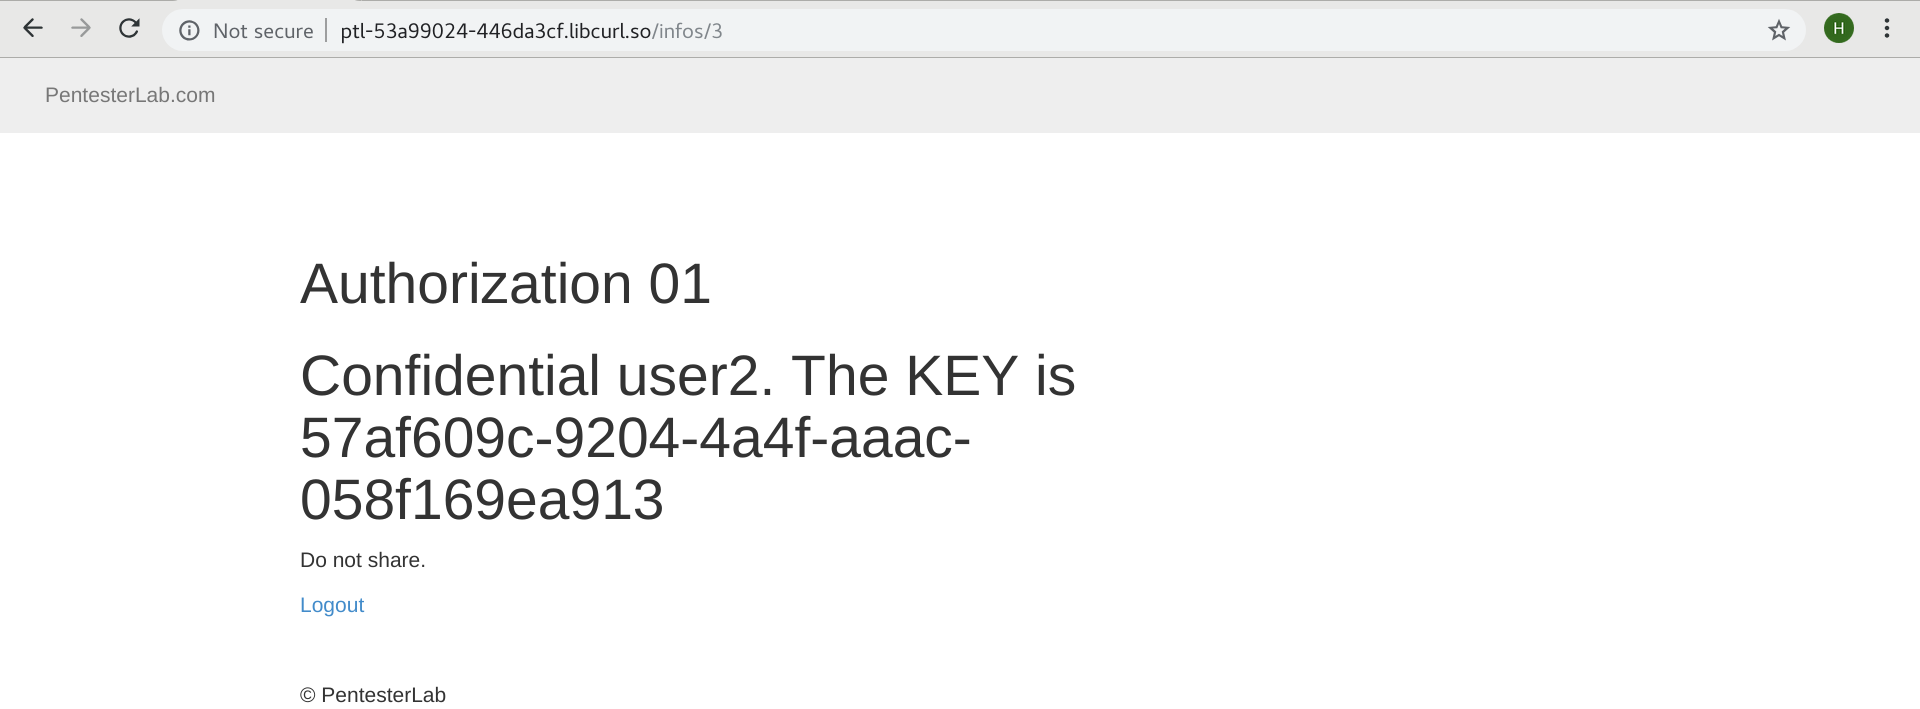 Not secure | ptl-53a99024-446da3cf.libcurl.so/infos/3
H
PentesterLab.com
Authorization 01
Confidential user2. The KEY is
57af609c-9204-4a4f-aaac-
058f169ea913
Do not share.
Logout
© PentesterLab